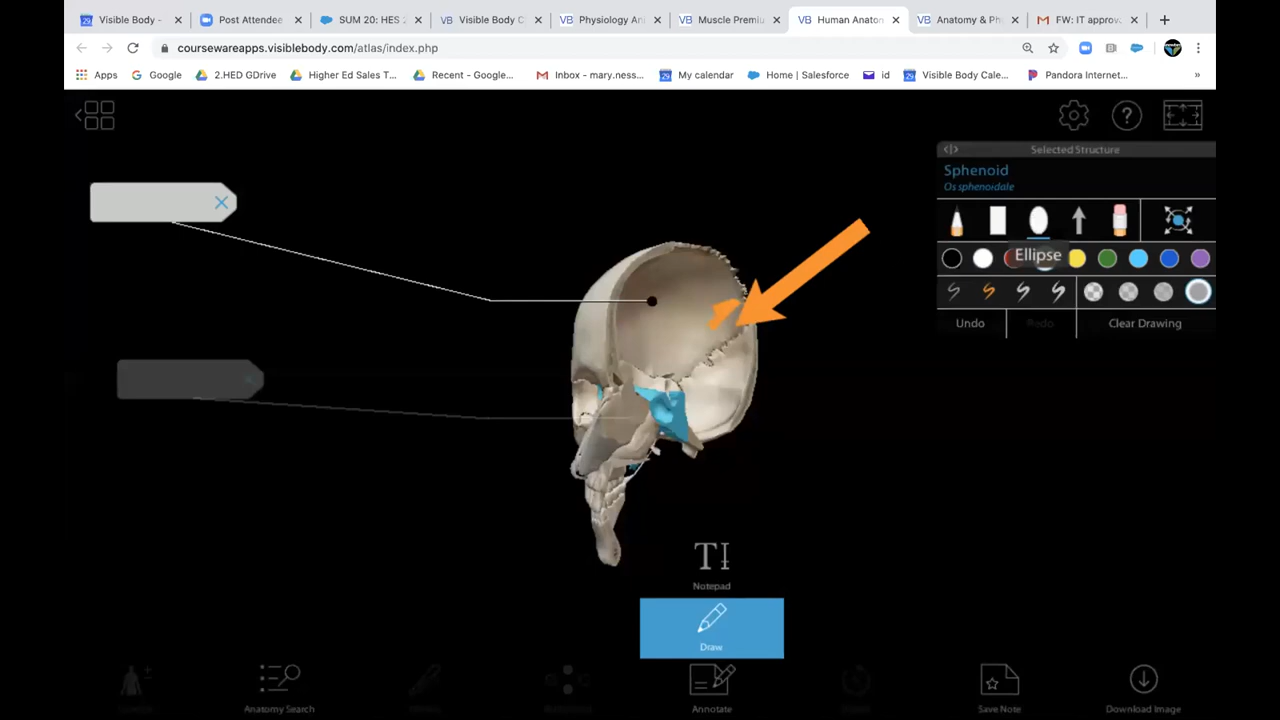 Visible Body -
Post Attendee
SUM 20: HES 2
Visible Body C
Physiology Ani
Muscle Premiu
Human Anaton
Anatomy & Ph
FW: IT approv
coursewareapps.visiblebody.com/atlas/index.php
Apps
Google
2.HED GDrive
Higher Ed Sales T...
Recent - Google...
Inbox - mary.ness...
My calendar
Home | Salesforce
id
Visible Body Cale...
Pandora Internet...
»
Selected Structure
Sphenoid
Os sphenoidale
Ellipse
Undo
Redo
Clear Drawing
Notepad
Draw
Anatomy Search
Annotate
Save Note
Download Image